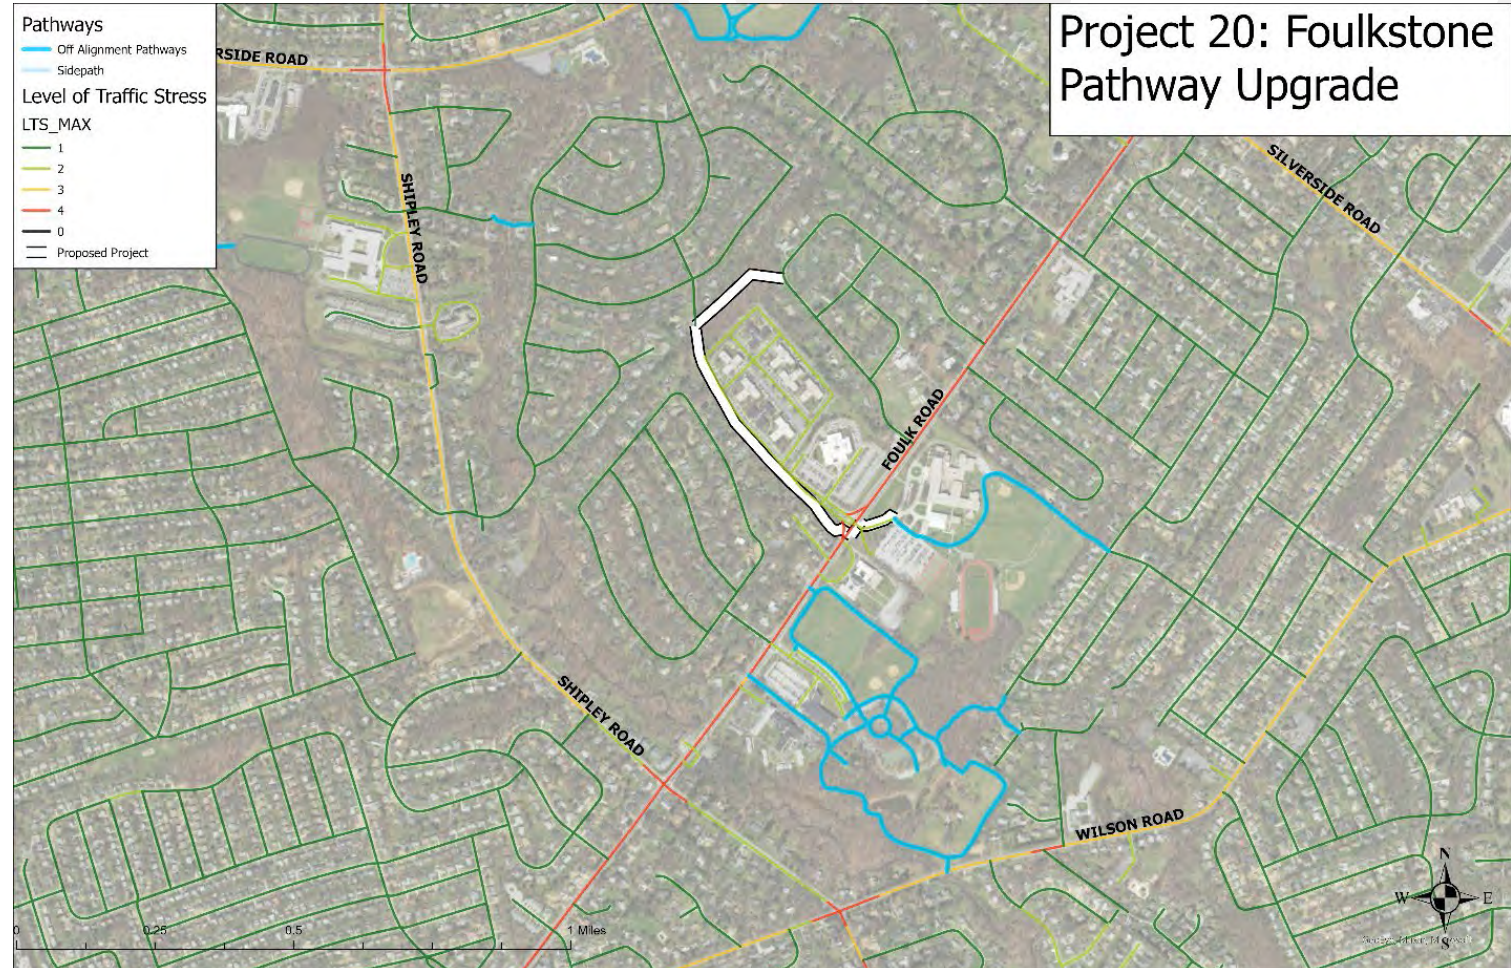 Pathways
Off Alignment Pathways
Sidepath
Level of Traffic Stress
LTS_MAX
1
2
3
4
0
Proposed Project
Project 20: Foulkstone
Pathway Upgrade
RSIDE ROAD
SHIPLEY ROAD
SILVERSIDE ROAD
FOULK ROAD
SHIPLEY ROAD
WILSON ROAD
N
W
E
S
0
0.25
0.5
1 Miles